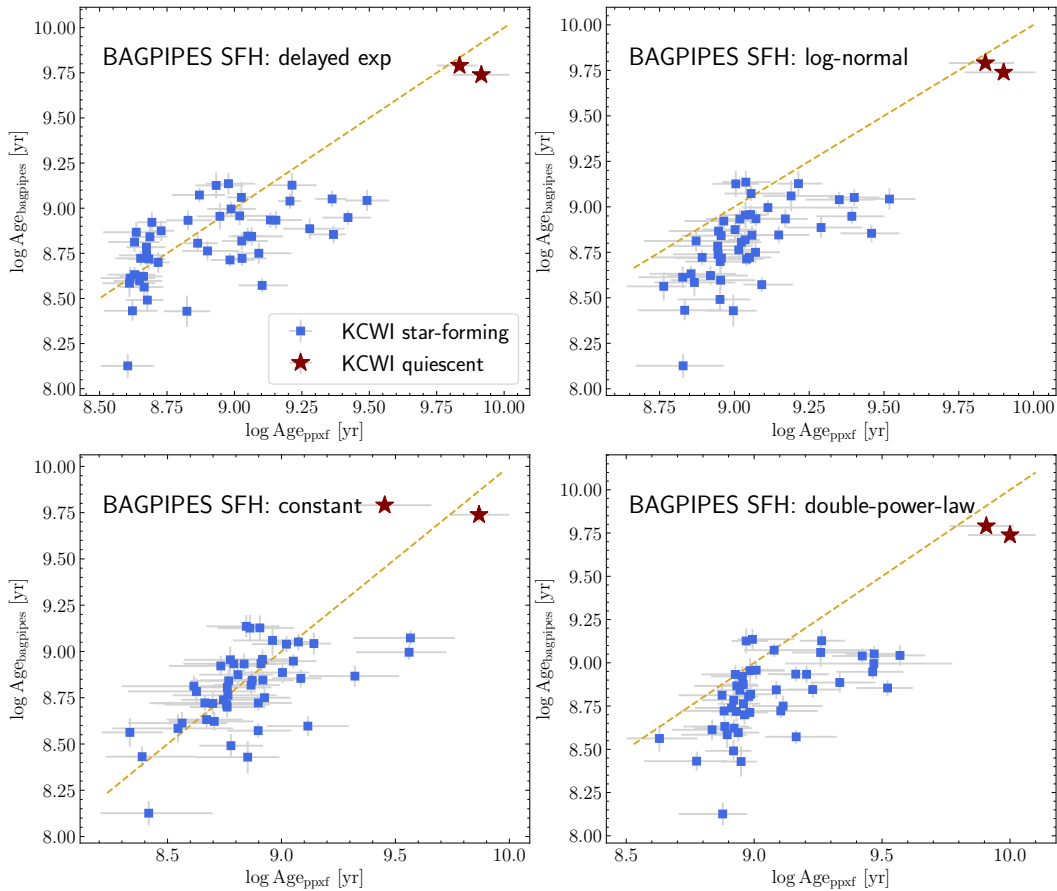 BAGPIPES SFH: delayed exp
10.00
9.75
9.50
9.25
9.00
8.75
8.50
8.25
8.00
log Age_bagpipes [yr]
KCWI star-forming
KCWI quiescent
8.50 8.75 9.00 9.25 9.50 9.75 10.00
log Age_ppxf [yr]
BAGPIPES SFH: log-normal
10.00
9.75
9.50
9.25
9.00
8.75
8.50
8.25
8.00
log Age_bagpipes [yr]
8.75 9.00 9.25 9.50 9.75 10.00
log Age_ppxf [yr]
BAGPIPES SFH: constant
10.00
9.75
9.50
9.25
9.00
8.75
8.50
8.25
8.00
log Age_bagpipes [yr]
8.5 9.0 9.5 10.0
log Age_ppxf [yr]
BAGPIPES SFH: double-power-law
10.00
9.75
9.50
9.25
9.00
8.75
8.50
8.25
8.00
log Age_bagpipes [yr]
8.5 9.0 9.5 10.0
log Age_ppxf [yr]